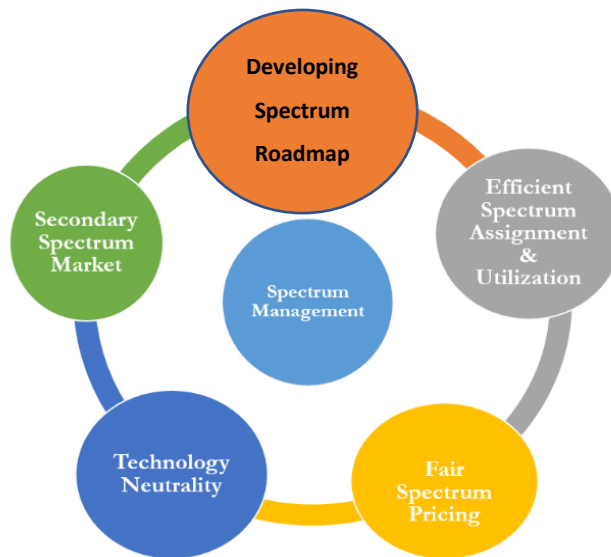 Developing
Spectrum
Roadmap
Efficient
Spectrum
Assignment
&
Utilization
Secondary
Spectrum
Market
Spectrum
Management
Technology
Neutrality
Fair
Spectrum
Pricing